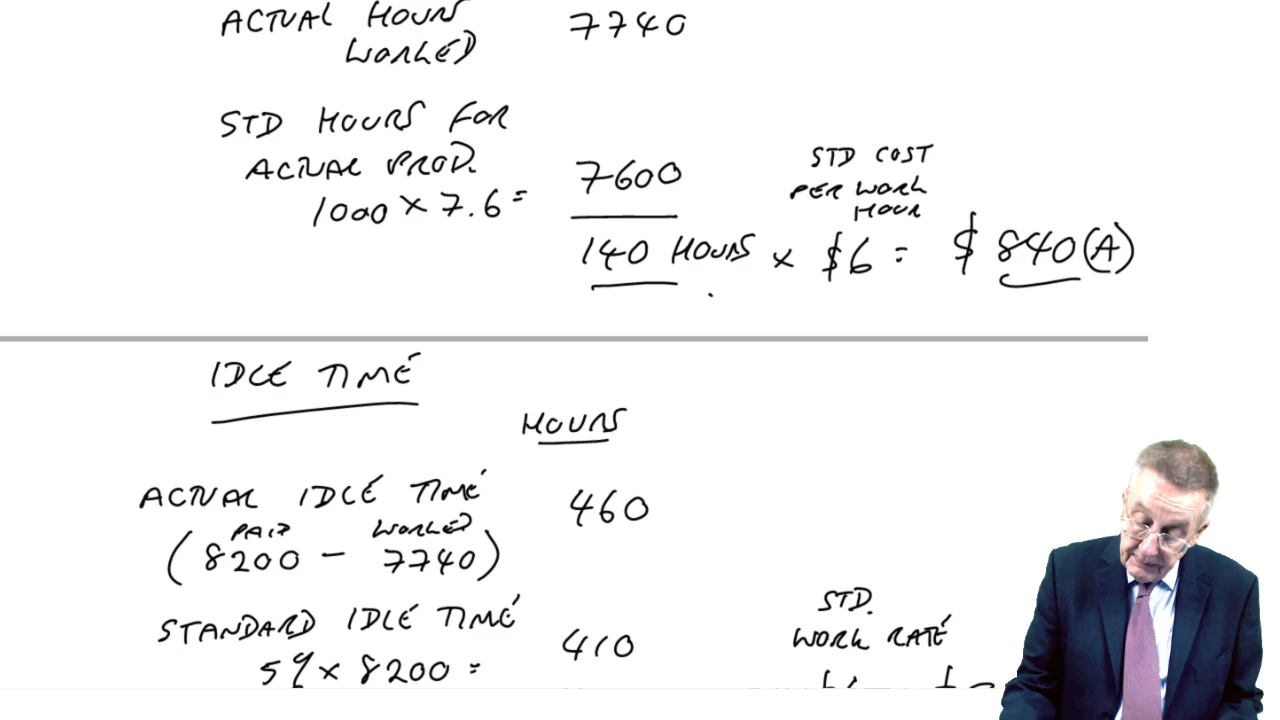 ACTUAL HOURS
WORKED 7740
STD HOURS FOR
ACTUAL PROD. 7600
1000 × 7.6 =
STD COST
PER WORK
HOUR
140 HOURS × $6 = $840 (A)
IDLE TIME
HOURS
ACTUAL IDLE TIME 460
PAID WORKED
(8200 – 7740)
STANDARD IDLE TIME
5% × 8200 = 410
STD.
WORK RATE